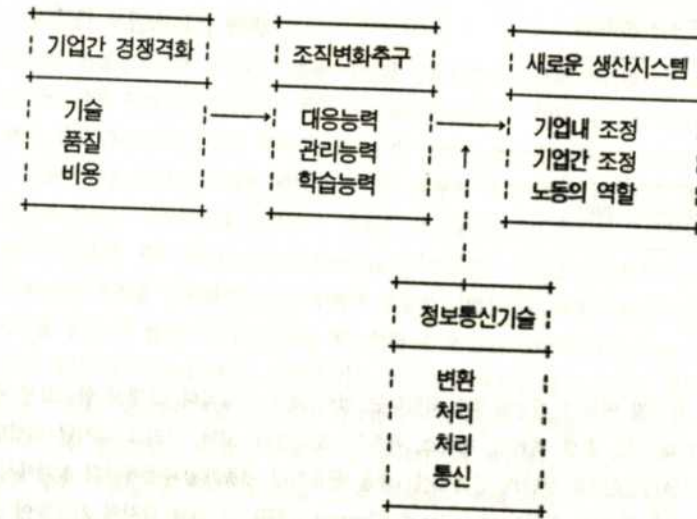 기업간 경쟁격화
기술
품질
비용
조직변화추구
대응능력
관리능력
학습능력
새로운 생산시스템
기업내 조정
기업간 조정
노동의 역할
정보통신기술
변환
처리
처리
통신